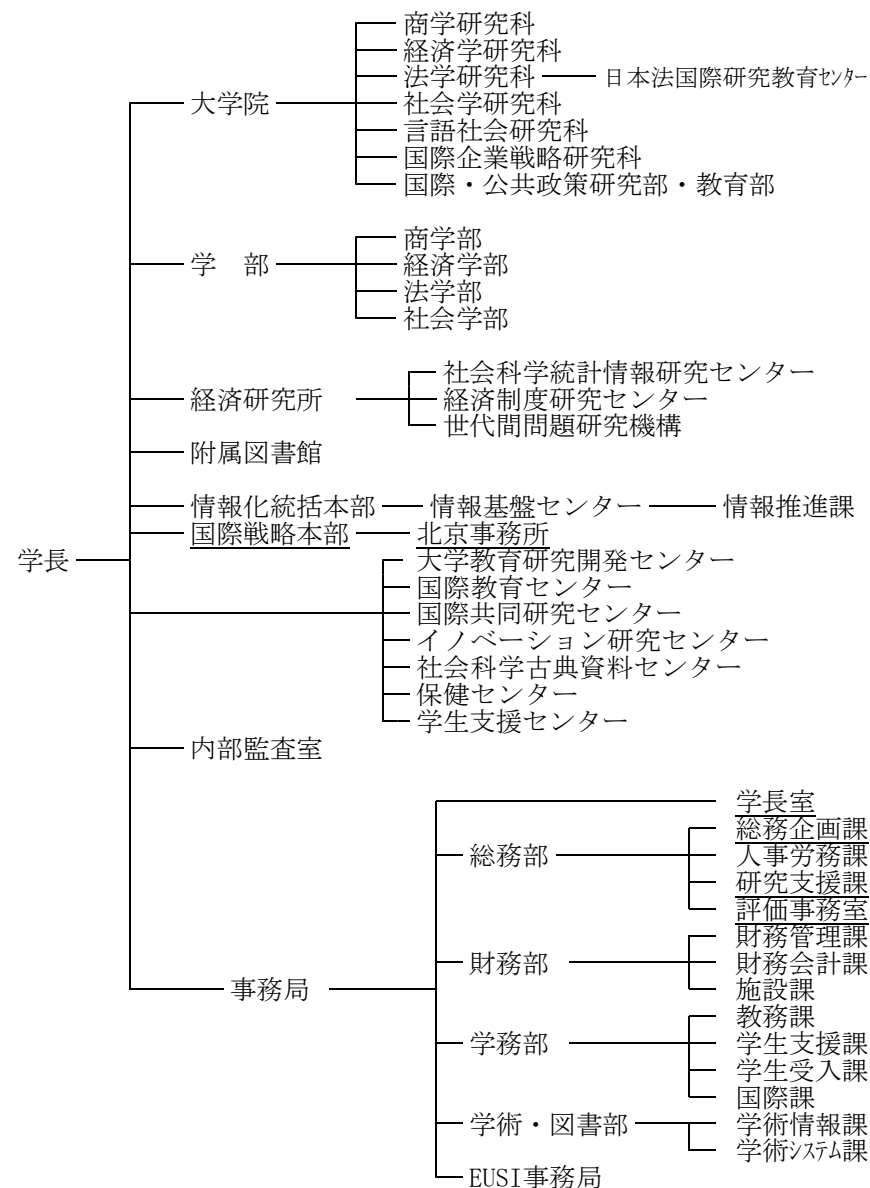 商学研究科
経済学研究科
法学研究科 日本法国際研究教育ｾﾝﾀｰ
大学院 社会学研究科
言語社会研究科
国際企業戦略研究科
国際・公共政策研究部・教育部
商学部
学　部 経済学部
法学部
社会学部
社会科学統計情報研究センター
経済研究所 経済制度研究センター
世代間問題研究機構
附属図書館
情報化統括本部 情報基盤センター 情報推進課
国際戦略本部 北京事務所
学長 大学教育研究開発センター
国際教育センター
国際共同研究センター
イノベーション研究センター
社会科学古典資料センター
保健センター
学生支援センター
内部監査室
学長室
総務企画課
総務部 人事労務課
研究支援課
評価事務室
財務管理課
財務部 財務会計課
事務局 施設課
教務課
学務部 学生支援課
学生受入課
国際課
学術・図書部 学術情報課
学術ｼｽﾃﾑ課
EUSI事務局